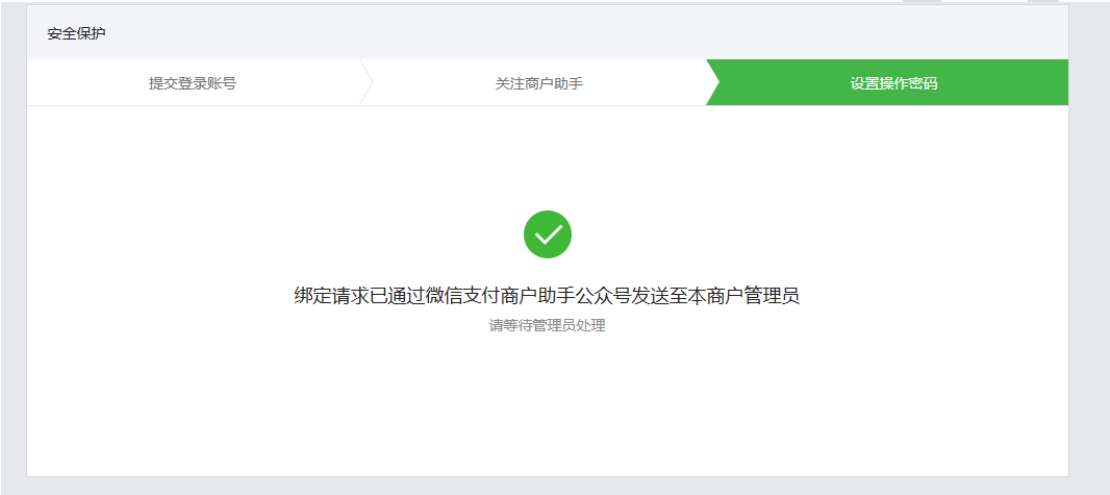 安全保护
提交登录账号
关注商户助手
设置操作密码
绑定请求已通过微信支付商户助手公众号发送至本商户管理员
请等待管理员处理